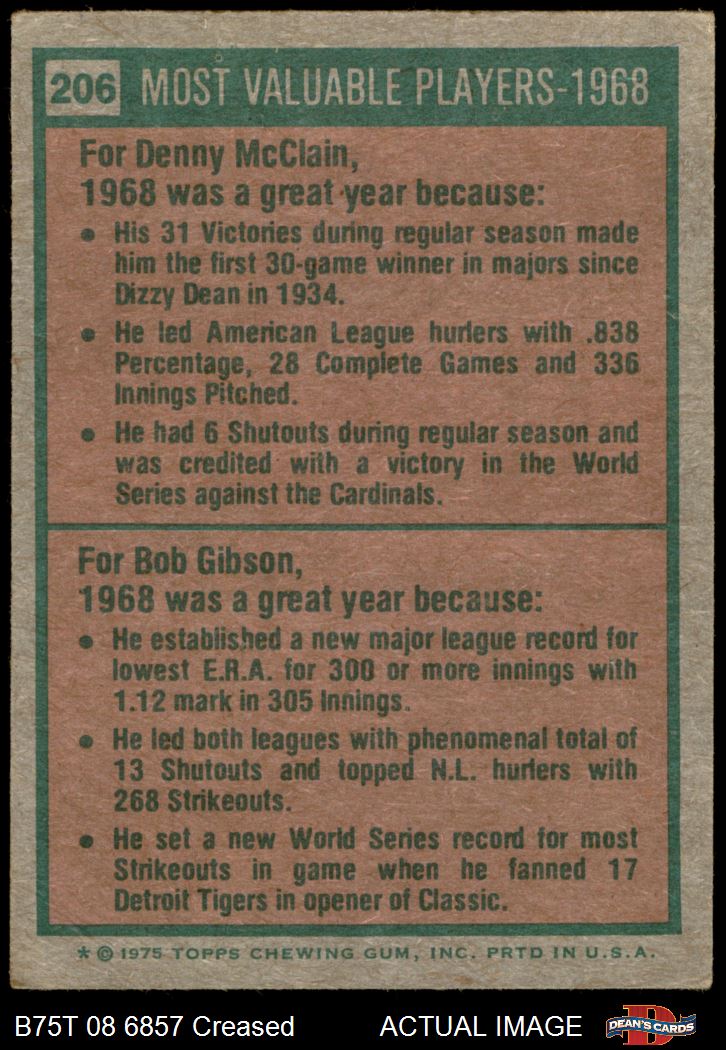 206 MOST VALUABLE PLAYERS-1968
For Denny McClain,
1968 was a great year because:
• His 31 Victories during regular season made
him the first 30-game winner in majors since
Dizzy Dean in 1934.
• He led American League hurlers with .838
Percentage, 28 Complete Games and 336
Innings Pitched.
• He had 6 Shutouts during regular season and
was credited with a victory in the World
Series against the Cardinals.
For Bob Gibson,
1968 was a great year because:
• He established a new major league record for
lowest E.R.A. for 300 or more innings with
1.12 mark in 305 Innings.
• He led both leagues with phenomenal total of
13 Shutouts and topped N.L. hurlers with
268 Strikeouts.
• He set a new World Series record for most
Strikeouts in game when he fanned 17
Detroit Tigers in opener of Classic.
* © 1975 TOPPS CHEWING GUM, INC. PRTD IN U.S.A.
B75T 08 6857 Creased ACTUAL IMAGE D DEAN'S CARDS